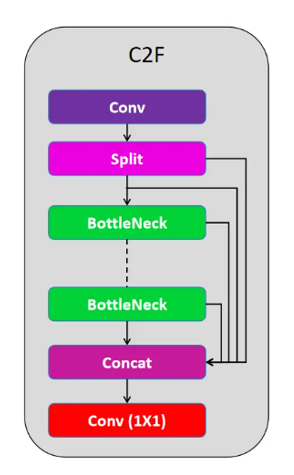 C2F
Conv
Split
BottleNeck
BottleNeck
Concat
Conv (1X1)